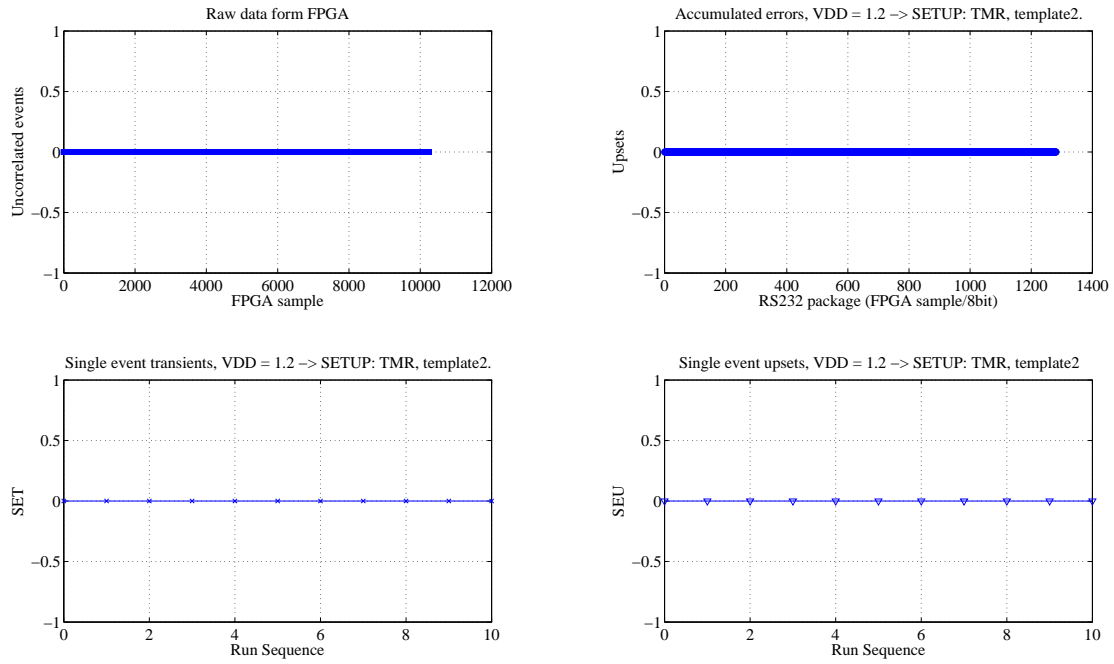 Raw data form FPGA
1
0.5
0
−0.5
−1
Uncorrelated events
0 2000 4000 6000 8000 10000 12000
FPGA sample
Accumulated errors, VDD = 1.2 −> SETUP: TMR, template2.
1
0.5
0
−0.5
−1
Upsets
0 200 400 600 800 1000 1200 1400
RS232 package (FPGA sample/8bit)
Single event transients, VDD = 1.2 −> SETUP: TMR, template2.
1
0.5
0
−0.5
−1
SET
0 2 4 6 8 10
Run Sequence
Single event upsets, VDD = 1.2 −> SETUP: TMR, template2
1
0.5
0
−0.5
−1
SEU
0 2 4 6 8 10
Run Sequence